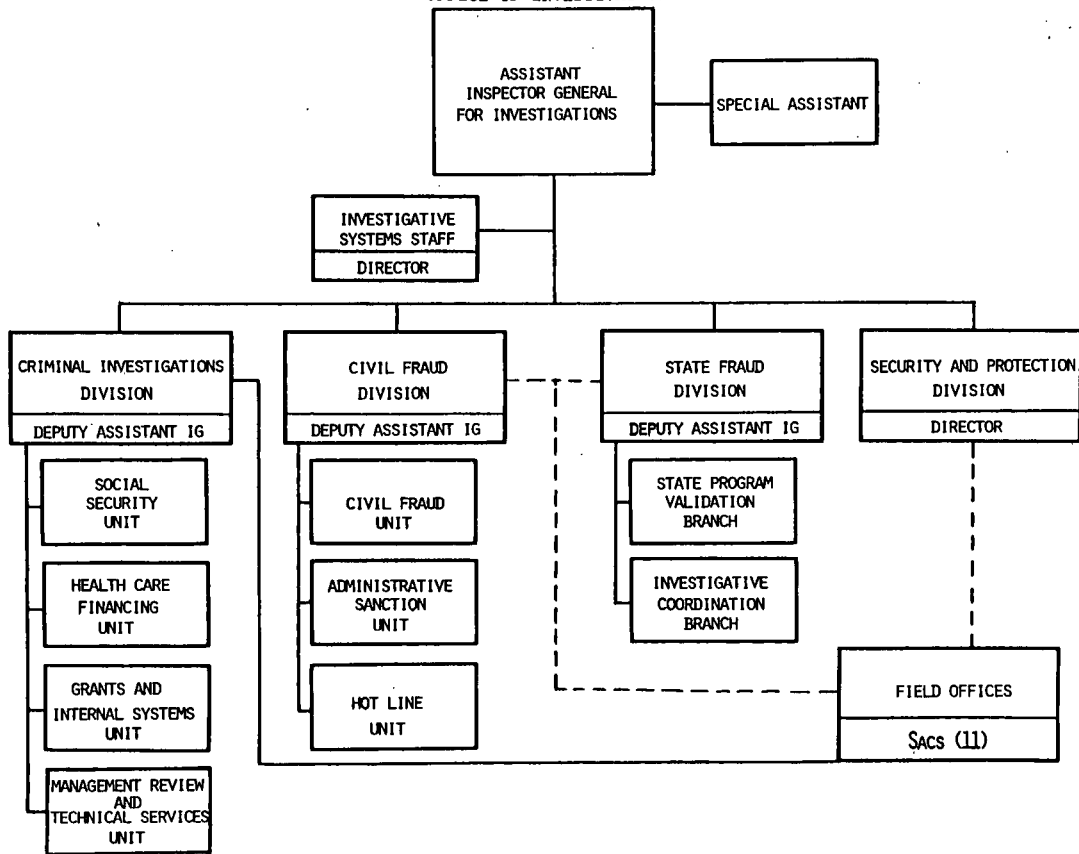 ASSISTANT
INSPECTOR GENERAL
FOR INVESTIGATIONS
SPECIAL ASSISTANT
INVESTIGATIVE
SYSTEMS STAFF
DIRECTOR
CRIMINAL INVESTIGATIONS
DIVISION
DEPUTY ASSISTANT IG
CIVIL FRAUD
DIVISION
DEPUTY ASSISTANT IG
STATE FRAUD
DIVISION
DEPUTY ASSISTANT IG
SECURITY AND PROTECTION
DIVISION
DIRECTOR
SOCIAL
SECURITY
UNIT
HEALTH CARE
FINANCING
UNIT
GRANTS AND
INTERNAL SYSTEMS
UNIT
MANAGEMENT REVIEW
AND
TECHNICAL SERVICES
UNIT
CIVIL FRAUD
UNIT
ADMINISTRATIVE
SANCTION
UNIT
HOT LINE
UNIT
STATE PROGRAM
VALIDATION
BRANCH
INVESTIGATIVE
COORDINATION
BRANCH
FIELD OFFICES
SACS (11)